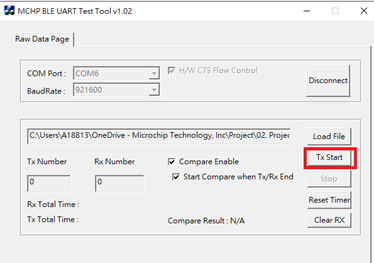 MCHP BLE UART Test Tool v1.02
Raw Data Page
COM Port : COM6
H/W CTS Flow Control
BaudRate : 921600
Disconnect
C:\Users\A18813\OneDrive - Microchip Technology, Inc\Project\02. Projec
Load File
Tx Number
Rx Number
Compare Enable
Tx Start
0
0
Start Compare when Tx/Rx End
Stop
Rx Total Time :
Reset Timer
Tx Total Time :
Compare Result : N/A
Clear RX